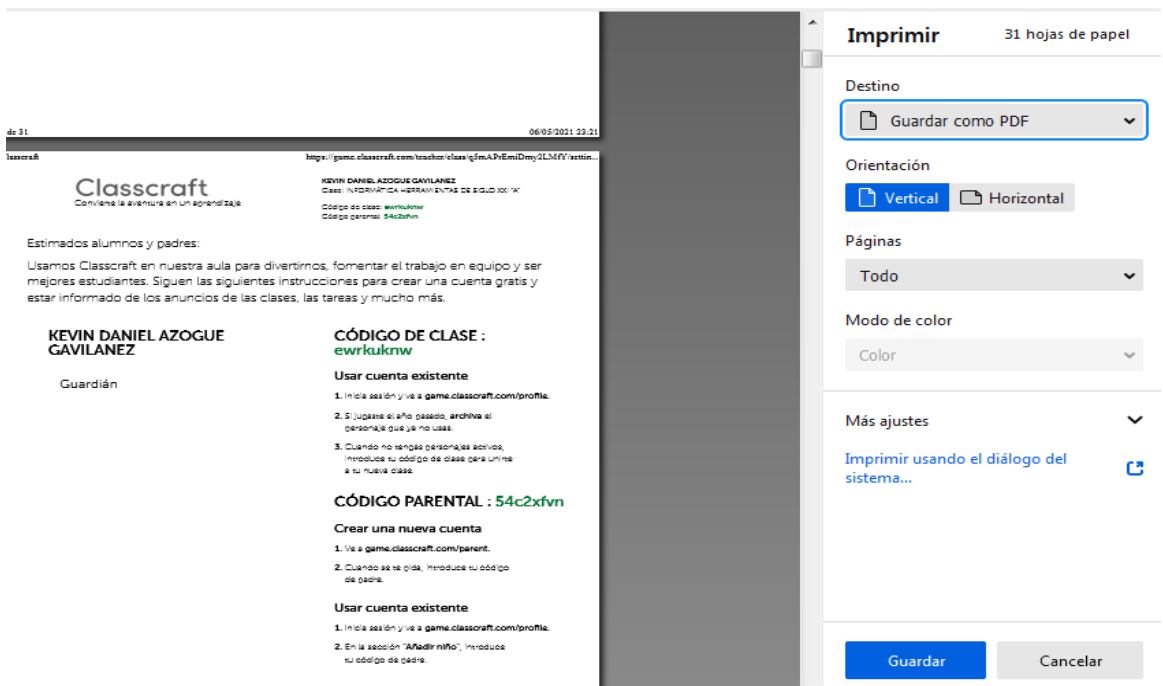 de 31
06/05/2021 23:21
lasscraft
https://game.classcraft.com/teacher/class/q5mAPrEmiDmy2LMfY/settin...
Classcraft
Convierte la aventura en un aprendizaje
KEVIN DANIEL AZOGUE GAVILANEZ
Clase: INFORMÁTICA HERRAMIENTAS DE SIGLO XXI "A"
Código de clase: ewrkuknw
Código parental: 54c2xfvn
Estimados alumnos y padres:
Usamos Classcraft en nuestra aula para divertirnos, fomentar el trabajo en equipo y ser
mejores estudiantes. Siguen las siguientes instrucciones para crear una cuenta gratis y
estar informado de los anuncios de las clases, las tareas y mucho más.
KEVIN DANIEL AZOGUE
GAVILANEZ
Guardián
CÓDIGO DE CLASE :
ewrkuknw
Usar cuenta existente
1. Inicia sesión y ve a game.classcraft.com/profile.
2. Si jugaste el año pasado, archiva el
personaje que ya no usas.
3. Cuando no tengas personajes activos,
introduce tu código de clase para unirte
a tu nueva clase.
CÓDIGO PARENTAL : 54c2xfvn
Crear una nueva cuenta
1. Ve a game.classcraft.com/parent.
2. Cuando se te pida, introduce tu código
de padre.
Usar cuenta existente
1. Inicia sesión y ve a game.classcraft.com/profile.
2. En la sección "Añadir niño", introduce
tu código de padre.
Imprimir
31 hojas de papel
Destino
Guardar como PDF
Orientación
Vertical
Horizontal
Páginas
Todo
Modo de color
Color
Más ajustes
Imprimir usando el diálogo del
sistema...
Guardar
Cancelar